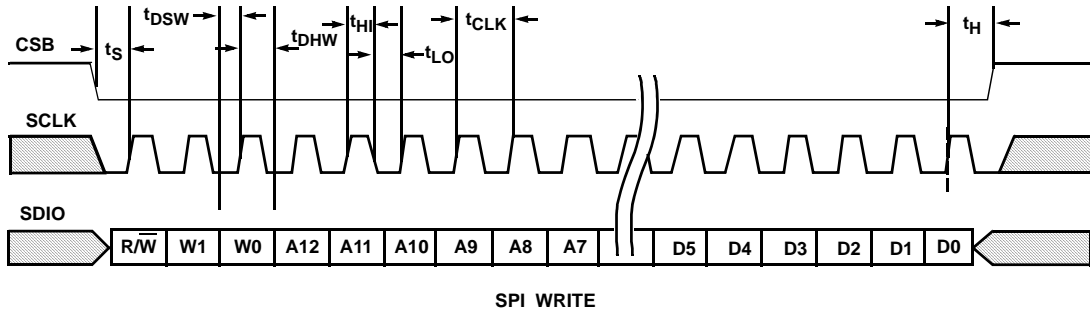 tDSW
tHI
tCLK
tH
CSB
tS
tDHW
tLO
SCLK
SDIO
R/W̅ W1 W0 A12 A11 A10 A9 A8 A7 D5 D4 D3 D2 D1 D0
SPI WRITE